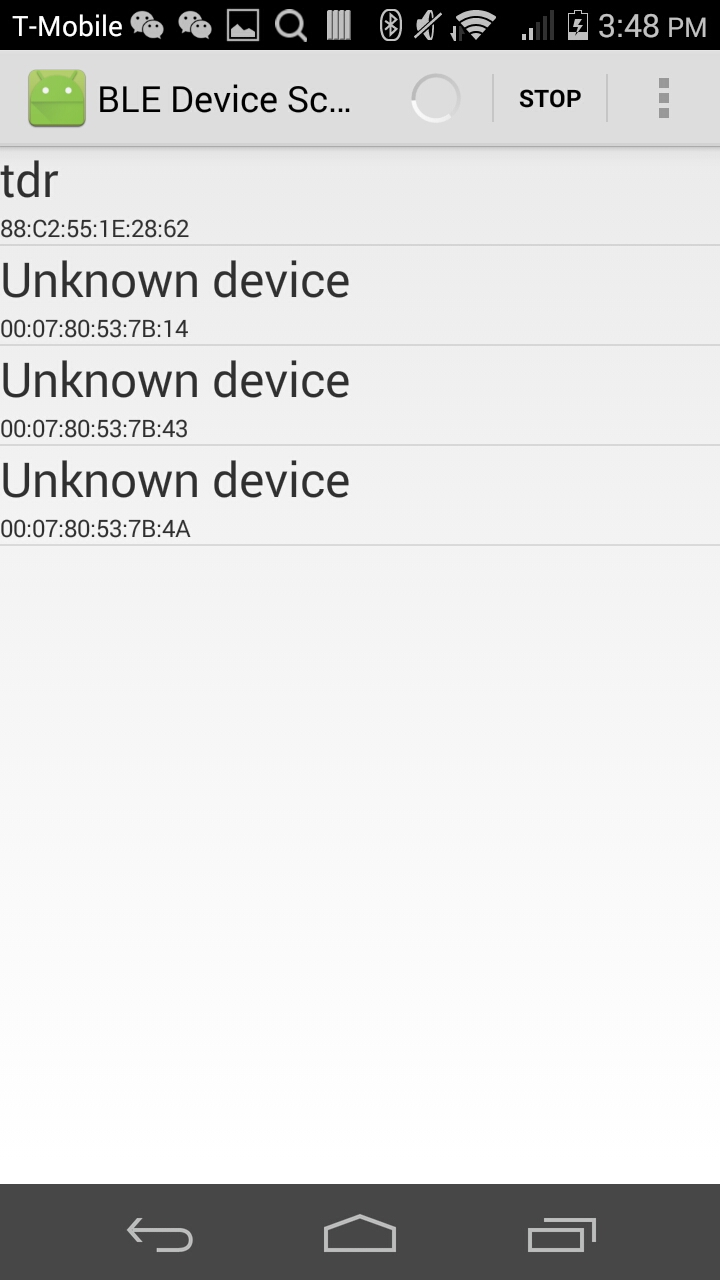 T-Mobile 3:48 PM
BLE Device Sc... STOP
tdr
88:C2:55:1E:28:62
Unknown device
00:07:80:53:7B:14
Unknown device
00:07:80:53:7B:43
Unknown device
00:07:80:53:7B:4A